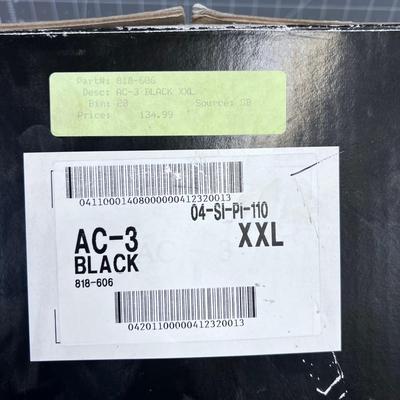 Part№: 818-606
Desc: AC-3 BLACK XXL
Bin: 20 Source: SB
Price: 134.99
04110001408000000412320013
04-SI-Pi-110
AC-3 XXL
BLACK
818-606
04201100000412320013